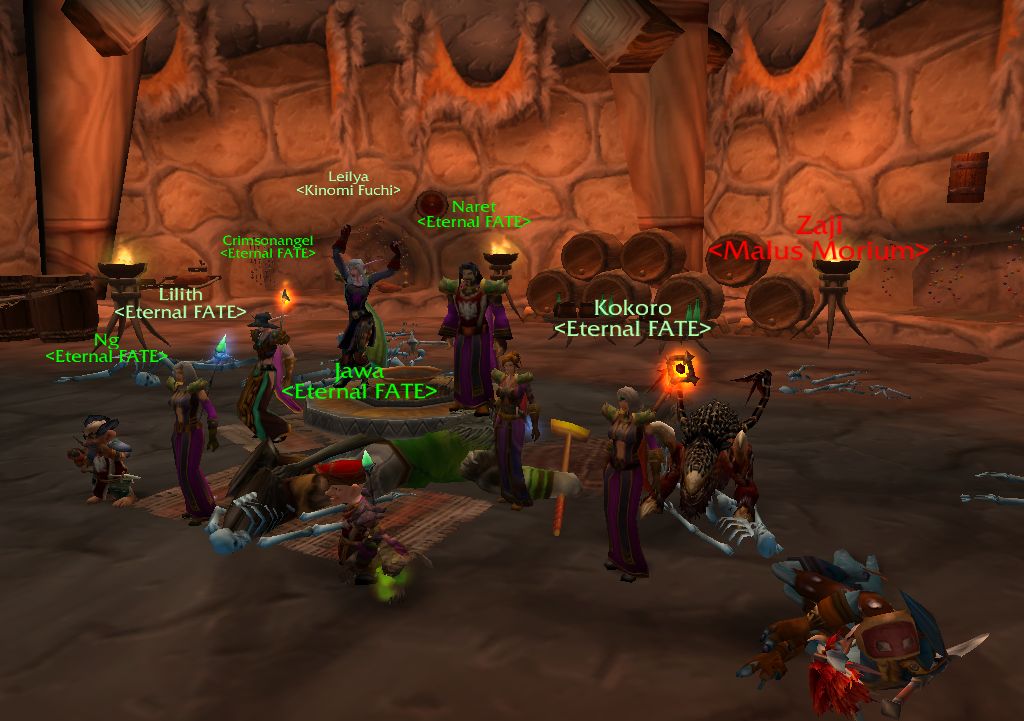 Leilya
<Kinomi Fuchi>
Naret
<Eternal FATE>
Crimsonangel
<Eternal FATE>
Zaji
<Malus Morium>
Lilith
<Eternal FATE>
Kokoro
<Eternal FATE>
Ng
<Eternal FATE>
Jawa
<Eternal FATE>